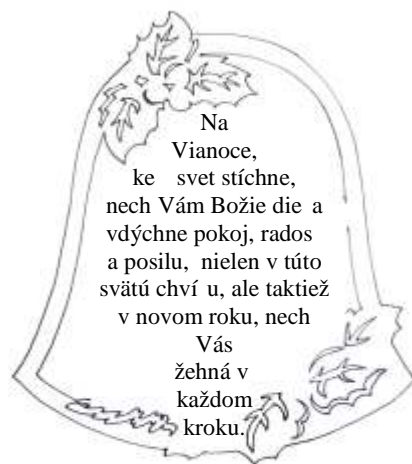 Na
Vianoce,
ke svet stíchne,
nech Vám Božie die a
vdýchne pokoj, rados
a posilu, nielen v túto
svätú chví u, ale taktiež
v novom roku, nech
Vás
žehná v
každom
kroku.